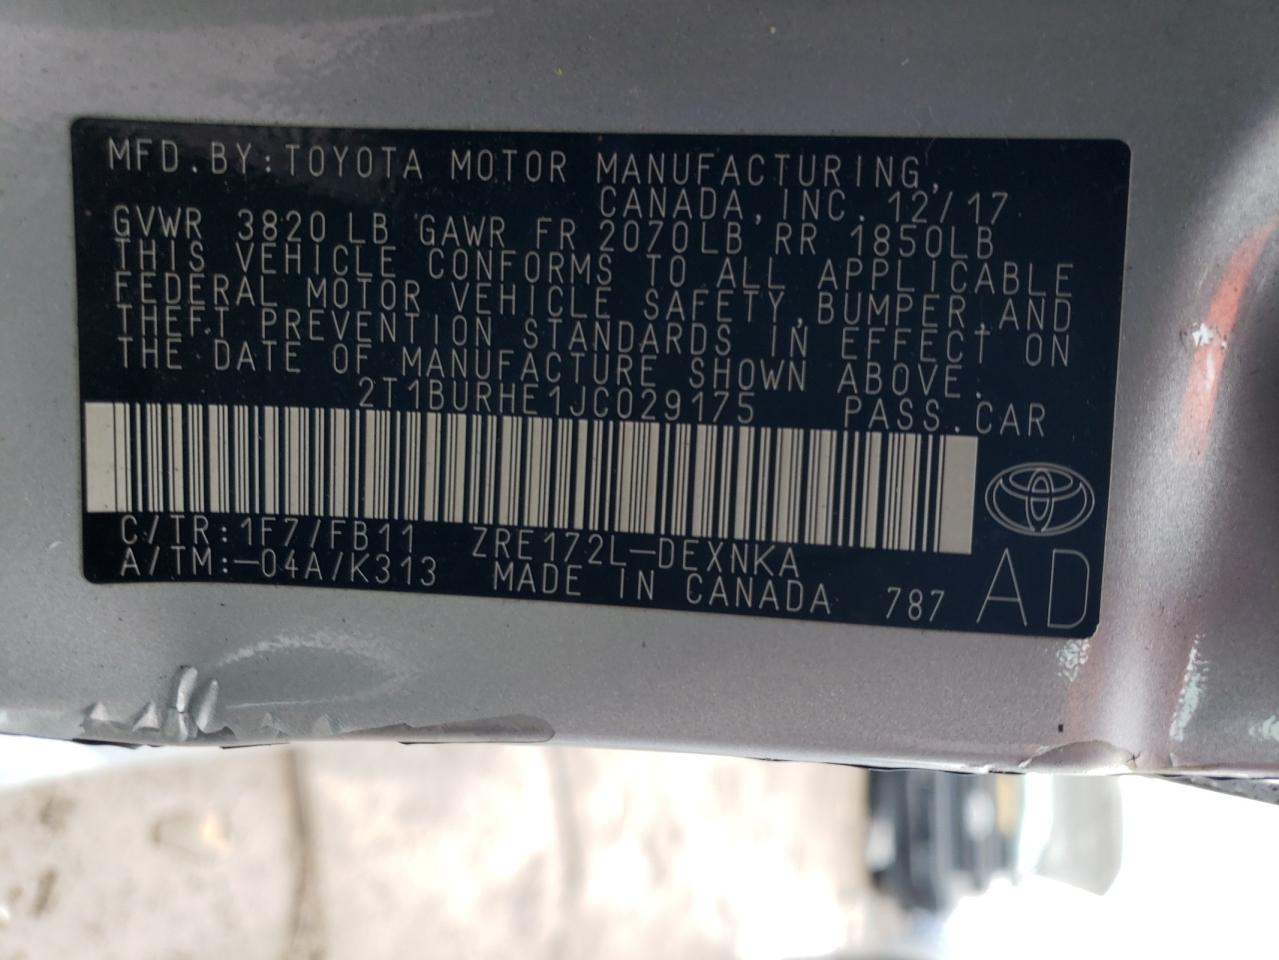 MFD.BY:TOYOTA MOTOR MANUFACTURING,
CANADA,INC. 12/17
GVWR 3820 LB GAWR FR 2070LB RR 1850LB
THIS VEHICLE CONFORMS TO ALL APPLICABLE
FEDERAL MOTOR VEHICLE SAFETY,BUMPER,AND
THEFT PREVENTION STANDARDS IN EFFECT ON
THE DATE OF MANUFACTURE SHOWN ABOVE.
2T1BURHE1JC029175 PASS.CAR
C/TR:1F7/FB11 ZRE172L-DEXNKA
A/TM:-04A/K313 MADE IN CANADA 787 AD